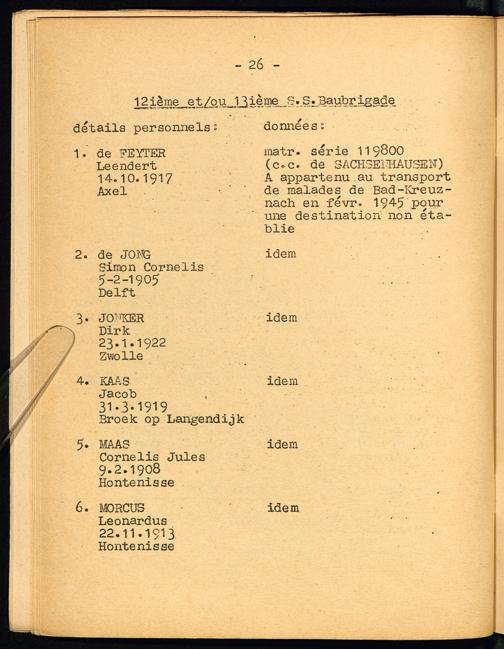 - 26 -
12ième et/ou 13ième S.S.Baubrigade
détails personnels:
données:
1. de FEYTER
Leendert
14.10.1917
Axel
matr. série 119800
(c.c. de SACHSENHAUSEN)
A appartenu au transport
de malades de Bad-Kreuz-
nach en févr. 1945 pour
une destination non éta-
blie
2. de JONG
Simon Cornelis
5-2-1905
Delft
idem
3. JONKER
Dirk
23.1.1922
Zwolle
idem
4. KAAS
Jacob
31.3.1919
Broek op Langendijk
idem
5. MAAS
Cornelis Jules
9.2.1908
Hontenisse
idem
6. MORCUS
Leonardus
22.11.1913
Hontenisse
idem